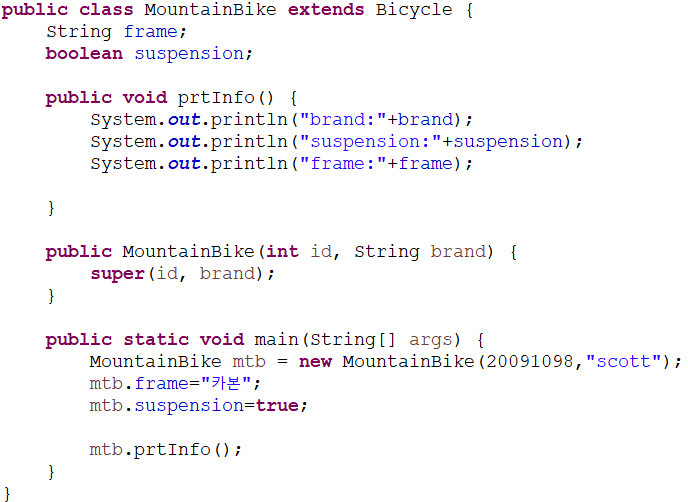 public class MountainBike extends Bicycle {
    String frame;
    boolean suspension;

    public void prtInfo() {
        System.out.println("brand:"+brand);
        System.out.println("suspension:"+suspension);
        System.out.println("frame:"+frame);

    }

    public MountainBike(int id, String brand) {
        super(id, brand);
    }

    public static void main(String[] args) {
        MountainBike mtb = new MountainBike(20091098,"scott");
        mtb.frame="카본";
        mtb.suspension=true;

        mtb.prtInfo();
    }
}